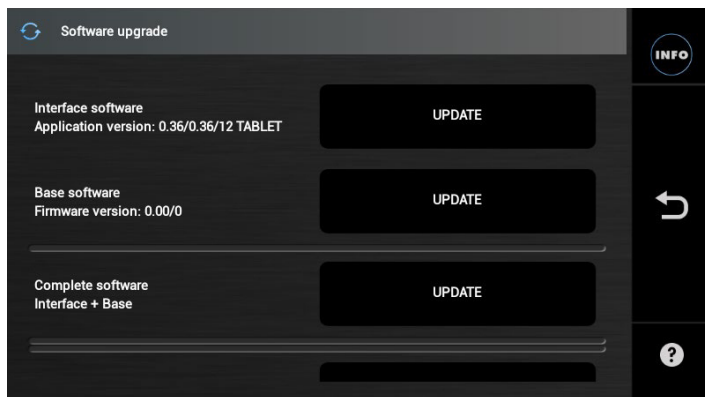 Software upgrade
INFO
Interface software
Application version: 0.36/0.36/12 TABLET
UPDATE
Base software
Firmware version: 0.00/0
UPDATE
Complete software
Interface + Base
UPDATE
?